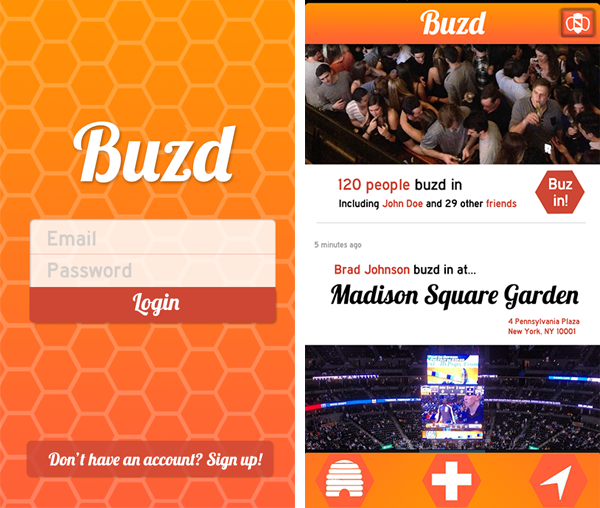 Buzd
Email
Password
Login
Don't have an account? Sign up!
Buzd
120 people buzd in
Including John Doe and 29 other friends
Buz
in!
5 minutes ago
Brad Johnson buzd in at...
Madison Square Garden
4 Pennsylvania Plaza
New York, NY 10001